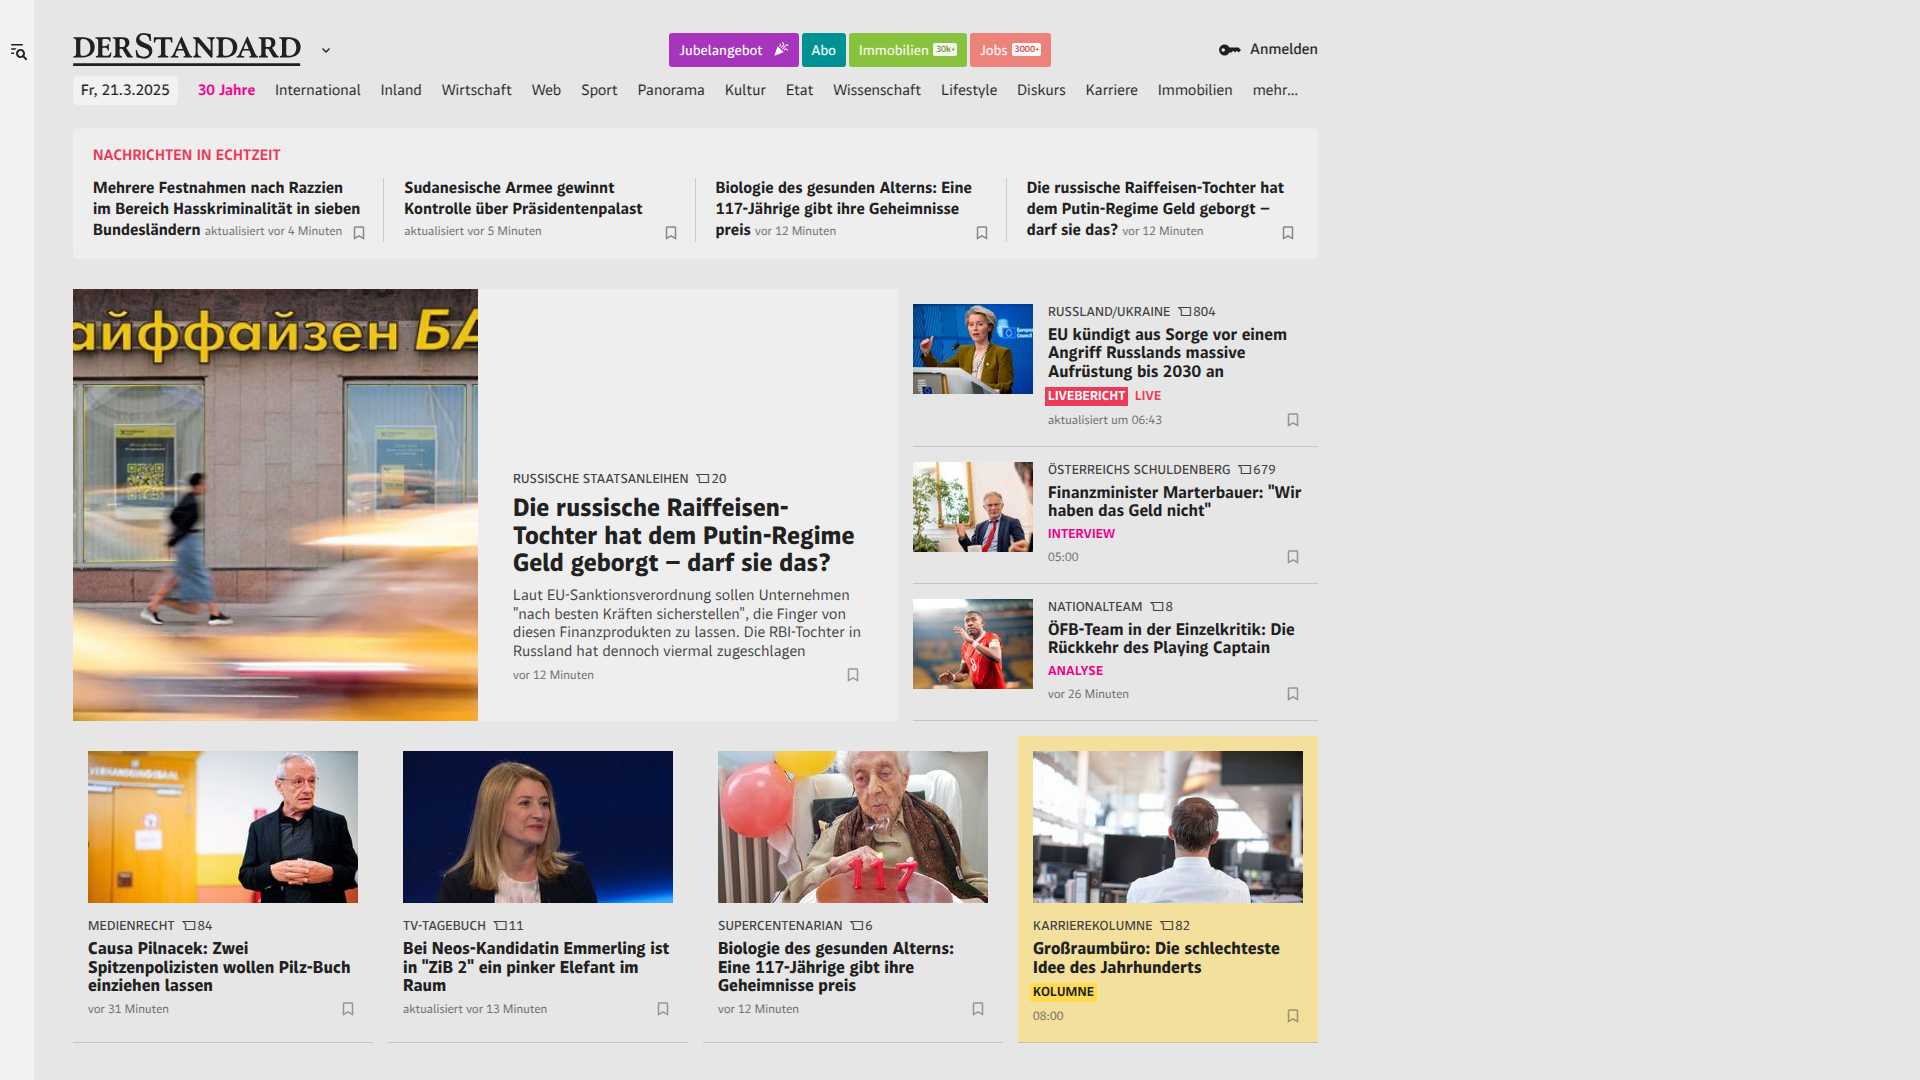 DERSTANDARD
Jubelangebot
Abo
Immobilien 30k+
Jobs 3000+
Anmelden
Fr, 21.3.2025
30 Jahre
International
Inland
Wirtschaft
Web
Sport
Panorama
Kultur
Etat
Wissenschaft
Lifestyle
Diskurs
Karriere
Immobilien
mehr...
NACHRICHTEN IN ECHTZEIT
Mehrere Festnahmen nach Razzien
im Bereich Hasskriminalität in sieben
Bundesländern aktualisiert vor 4 Minuten
Sudanesische Armee gewinnt
Kontrolle über Präsidentenpalast
aktualisiert vor 5 Minuten
Biologie des gesunden Alterns: Eine
117-Jährige gibt ihre Geheimnisse
preis vor 12 Minuten
Die russische Raiffeisen-Tochter hat
dem Putin-Regime Geld geborgt –
darf sie das? vor 12 Minuten
айффайзен БА
RUSSISCHE STAATSANLEIHEN 20
Die russische Raiffeisen-
Tochter hat dem Putin-Regime
Geld geborgt – darf sie das?
Laut EU-Sanktionsverordnung sollen Unternehmen
"nach besten Kräften sicherstellen", die Finger von
diesen Finanzprodukten zu lassen. Die RBI-Tochter in
Russland hat dennoch viermal zugeschlagen
vor 12 Minuten
RUSSLAND/UKRAINE 804
EU kündigt aus Sorge vor einem
Angriff Russlands massive
Aufrüstung bis 2030 an
LIVEBERICHT LIVE
aktualisiert um 06:43
ÖSTERREICHS SCHULDENBERG 679
Finanzminister Marterbauer: "Wir
haben das Geld nicht"
INTERVIEW
05:00
NATIONALTEAM 8
ÖFB-Team in der Einzelkritik: Die
Rückkehr des Playing Captain
ANALYSE
vor 26 Minuten
MEDIENRECHT 84
Causa Pilnacek: Zwei
Spitzenpolizisten wollen Pilz-Buch
einziehen lassen
vor 31 Minuten
TV-TAGEBUCH 11
Bei Neos-Kandidatin Emmerling ist
in "ZiB 2" ein pinker Elefant im
Raum
aktualisiert vor 13 Minuten
117
SUPERCENTENARIAN 6
Biologie des gesunden Alterns:
Eine 117-Jährige gibt ihre
Geheimnisse preis
vor 12 Minuten
KARRIEREKOLUMNE 82
Großraumbüro: Die schlechteste
Idee des Jahrhunderts
KOLUMNE
08:00